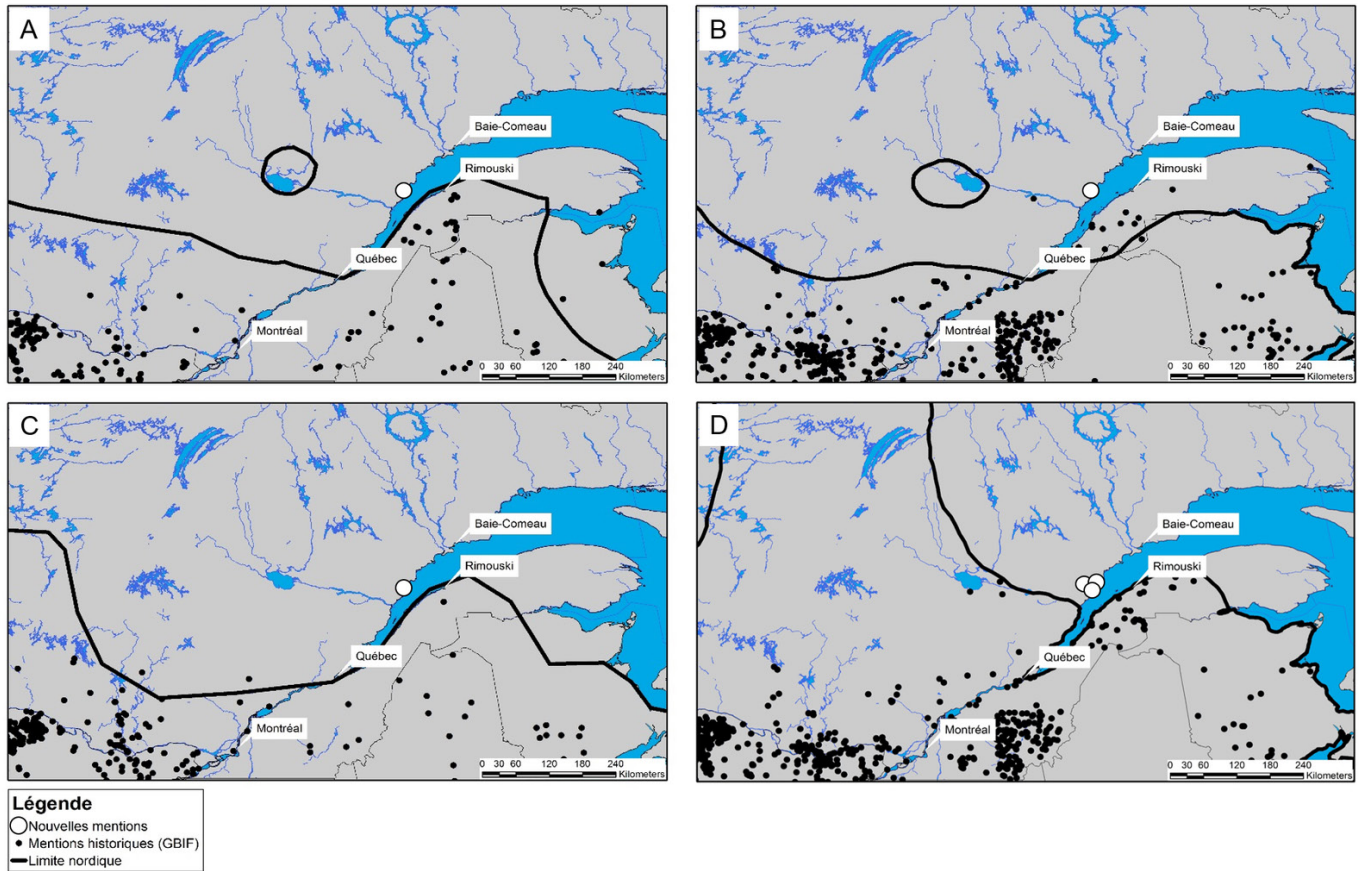 A
Baie-Comeau
Rimouski
Québec
Montréal
0 30 60 120 180 240
Kilometers
B
Baie-Comeau
Rimouski
Québec
Montréal
0 30 60 120 180 240
Kilometers
C
Baie-Comeau
Rimouski
Québec
Montréal
0 30 60 120 180 240
Kilometers
D
Baie-Comeau
Rimouski
Québec
Montréal
0 30 60 120 180 240
Kilometers
Légende
Nouvelles mentions
Mentions historiques (GBIF)
Limite nordique